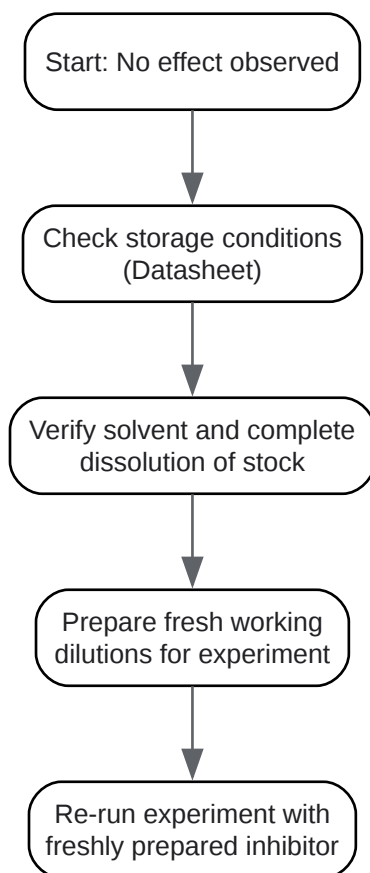 Start: No effect observed
Check storage conditions
(Datasheet)
Verify solvent and complete
dissolution of stock
Prepare fresh working
dilutions for experiment
Re-run experiment with
freshly prepared inhibitor